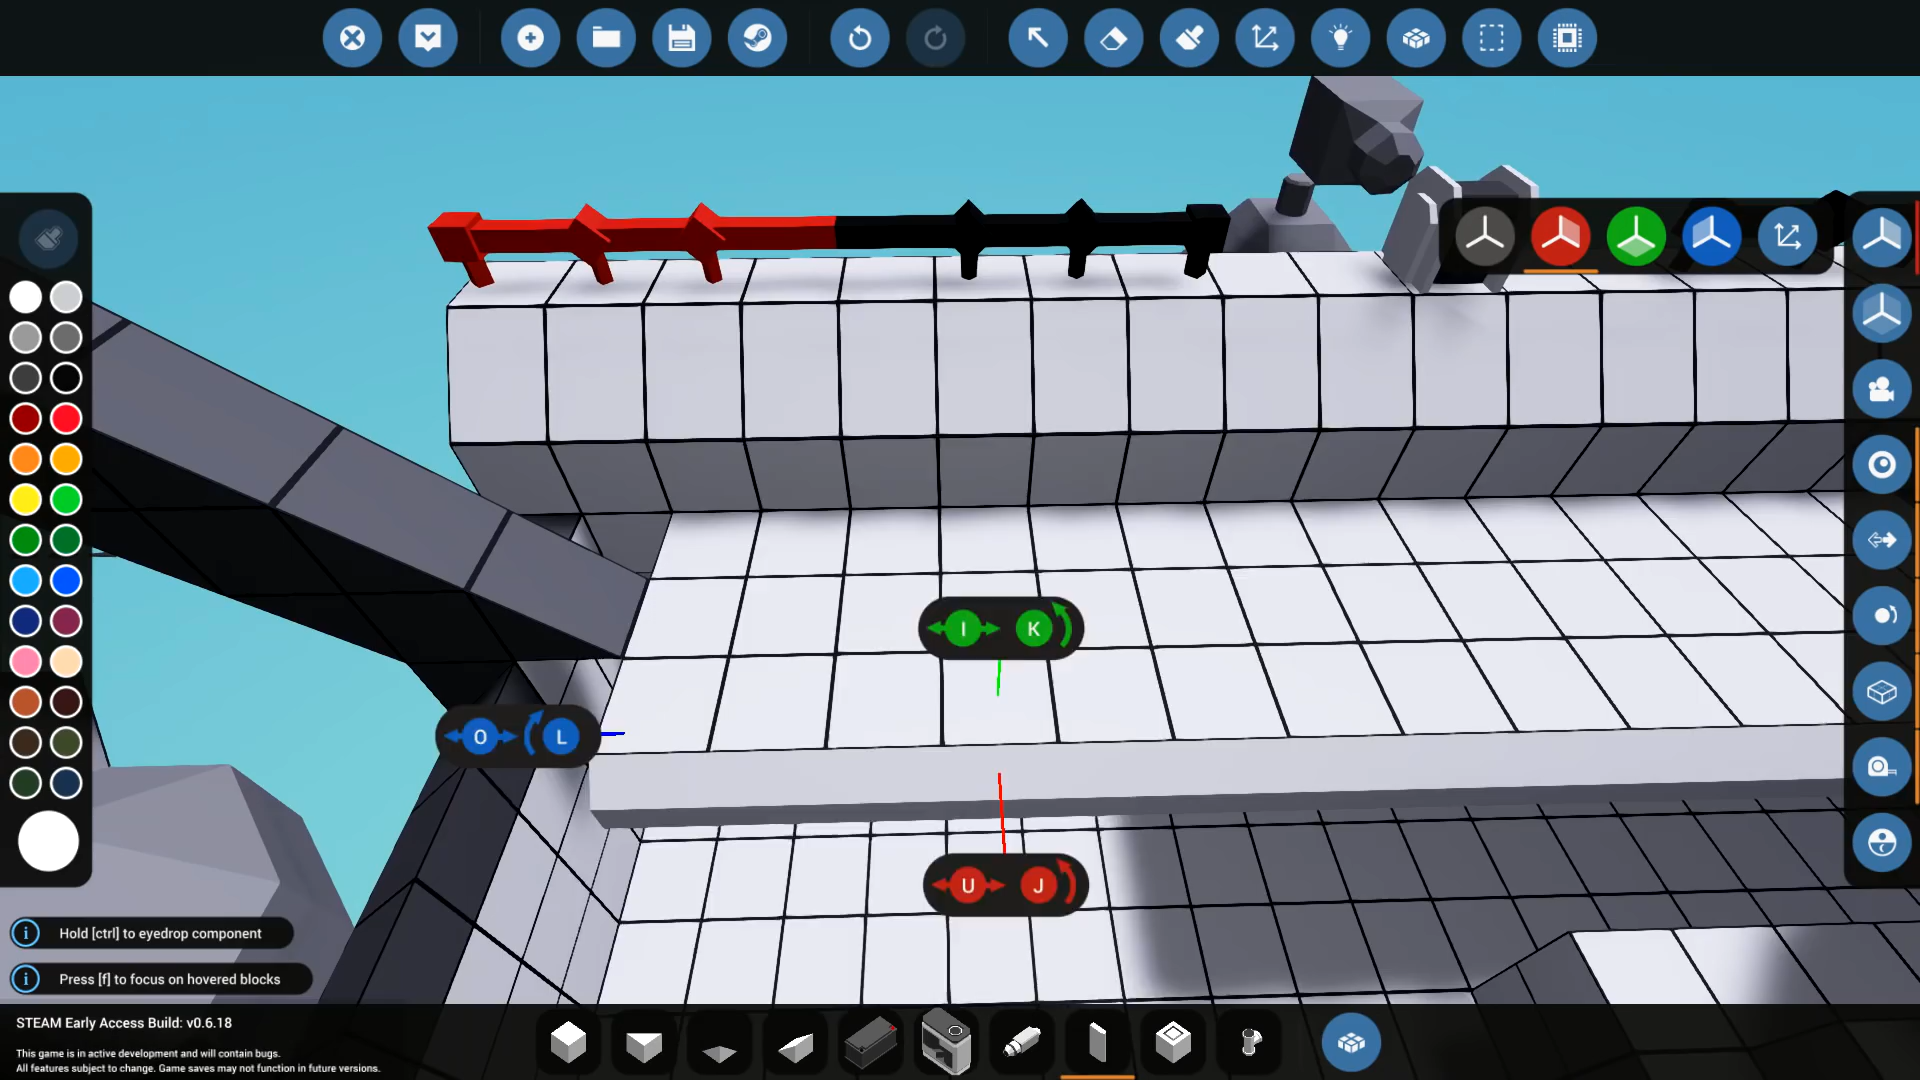 I K
O L
U J
Hold [ctrl] to eyedrop component
Press [f] to focus on hovered blocks
STEAM Early Access Build: v0.6.18
This game is in active development and will contain bugs.
All features subject to change. Game saves may not function in future versions.